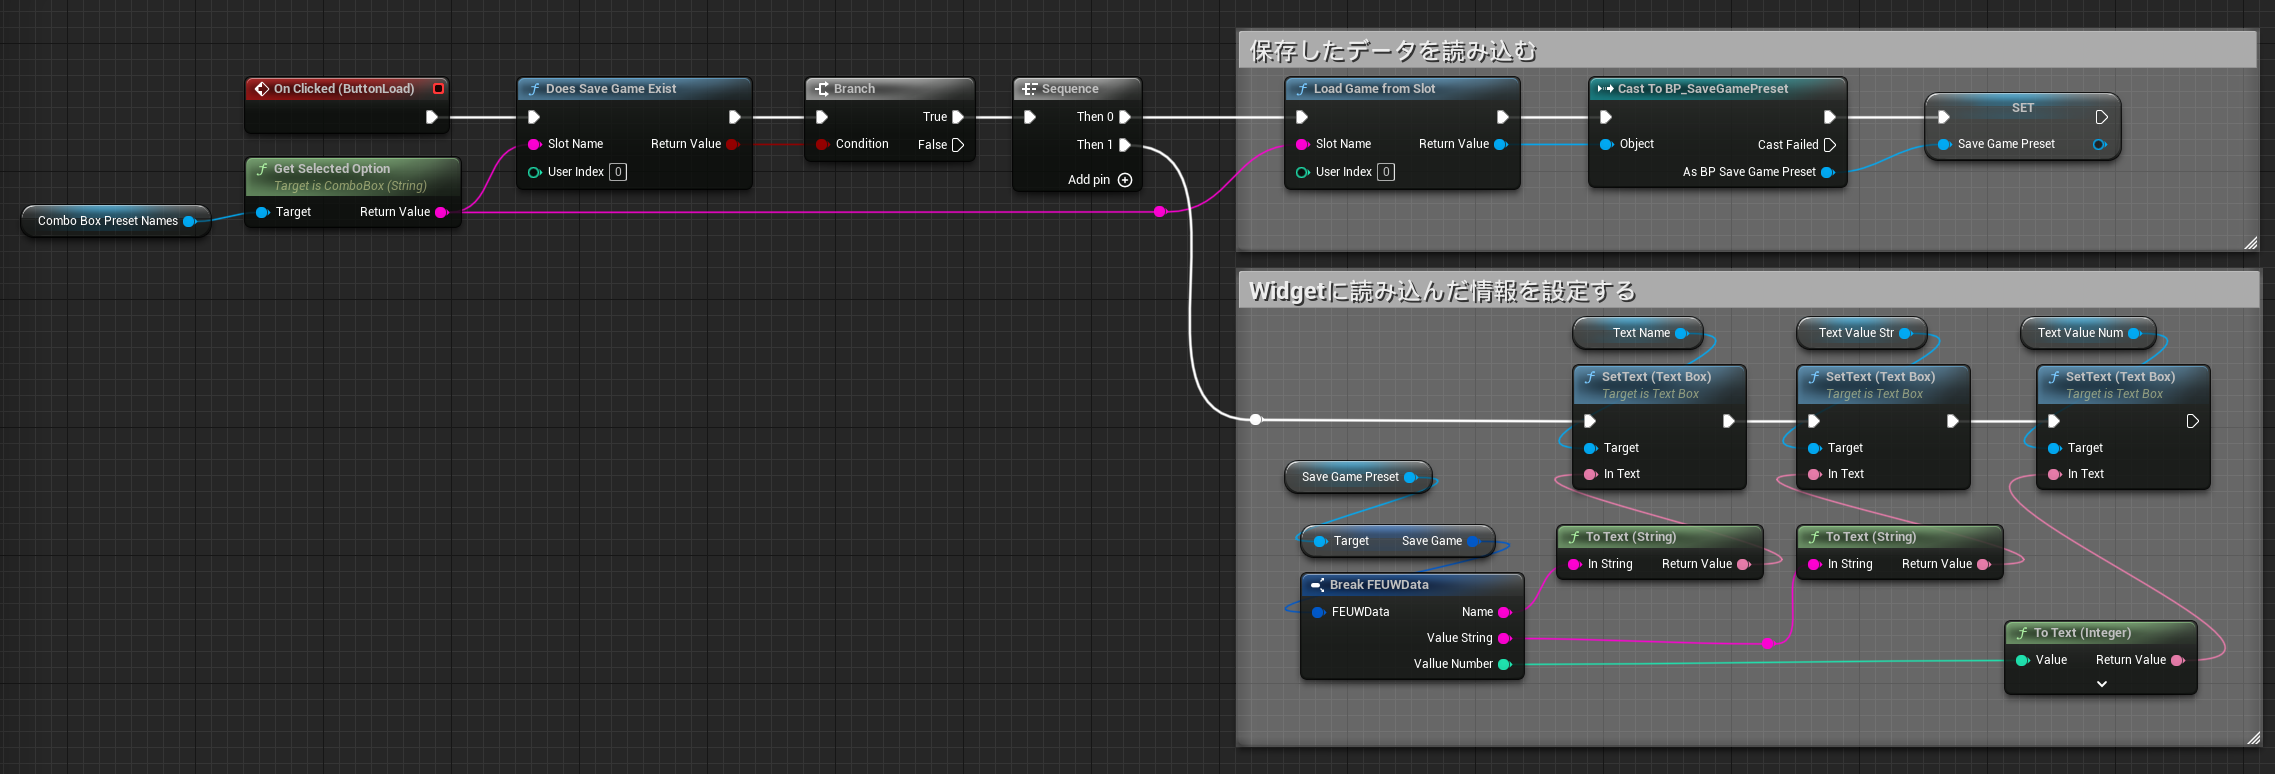 保存したデータを読み込む
On Clicked (ButtonLoad)
Does Save Game Exist
Slot Name
Return Value
User Index 0
Branch
True
Condition
False
Sequence
Then 0
Then 1
Add pin
Load Game from Slot
Slot Name
Return Value
User Index 0
Cast To BP_SaveGamePreset
Object
Cast Failed
As BP Save Game Preset
SET
Save Game Preset
Get Selected Option
Target is ComboBox (String)
Target
Return Value
Combo Box Preset Names
Widgetに読み込んだ情報を設定する
Text Name
Text Value Str
Text Value Num
SetText (Text Box)
Target is Text Box
Target
In Text
SetText (Text Box)
Target is Text Box
Target
In Text
SetText (Text Box)
Target is Text Box
Target
In Text
Save Game Preset
Target
Save Game
Break FEUWData
FEUWData
Name
Value String
Vallue Number
To Text (String)
In String
Return Value
To Text (String)
In String
Return Value
To Text (Integer)
Value
Return Value